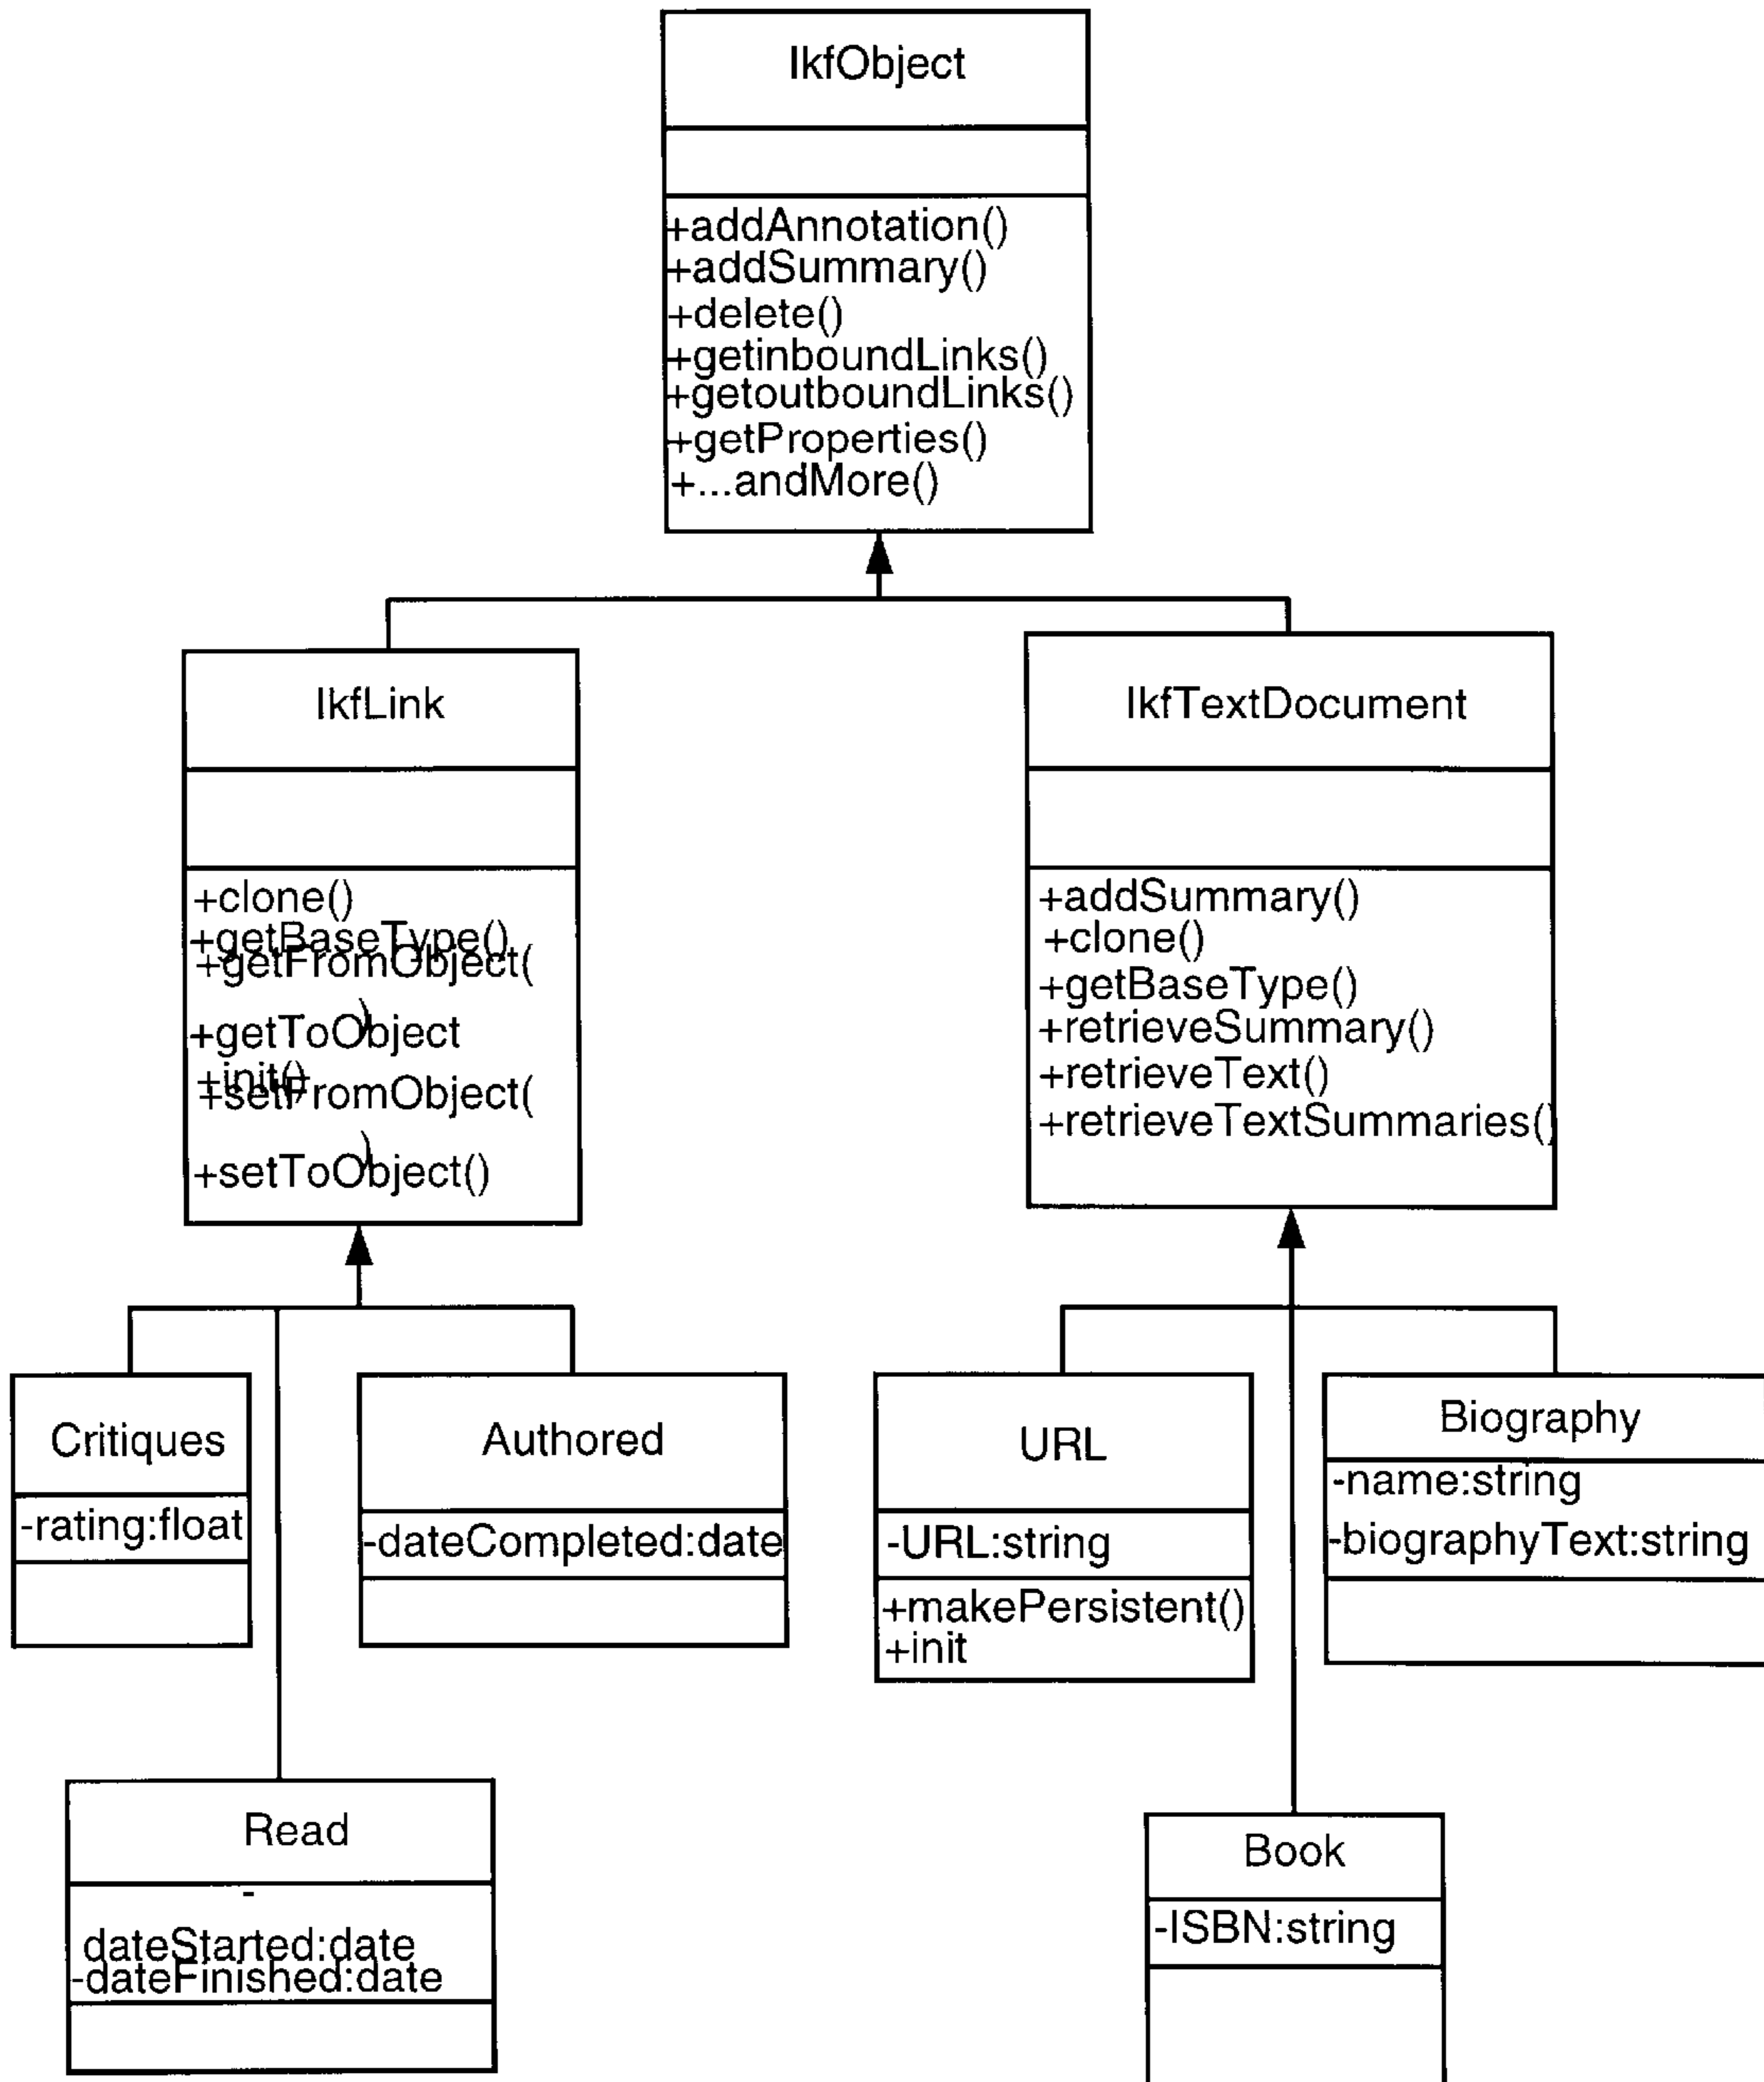 IkfObject
+addAnnotation()
+addSummary()
+delete()
+getinboundLinks()
+getoutboundLinks()
+getProperties()
+...andMore()
IkfLink
+clone()
+getBaseType()
+getFromObject(
)
+getToObject
+init()
+setFromObject(
)
+setToObject()
IkfTextDocument
+addSummary()
+clone()
+getBaseType()
+retrieveSummary()
+retrieveText()
+retrieveTextSummaries()
Critiques
-rating:float
Authored
-dateCompleted:date
URL
-URL:string
+makePersistent()
+init
Biography
-name:string
-biographyText:string
Read
-
dateStarted:date
-dateFinished:date
Book
-ISBN:string